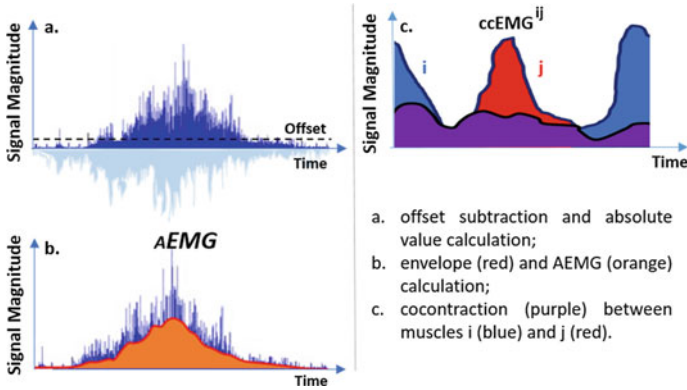 a.
Signal Magnitude
Offset
Time
b.
AEMG
Signal Magnitude
Time
c.
ccEMG ij
i
j
Signal Magnitude
Time
a. offset subtraction and absolute
value calculation;
b. envelope (red) and AEMG (orange)
calculation;
c. cocontraction (purple) between
muscles i (blue) and j (red).